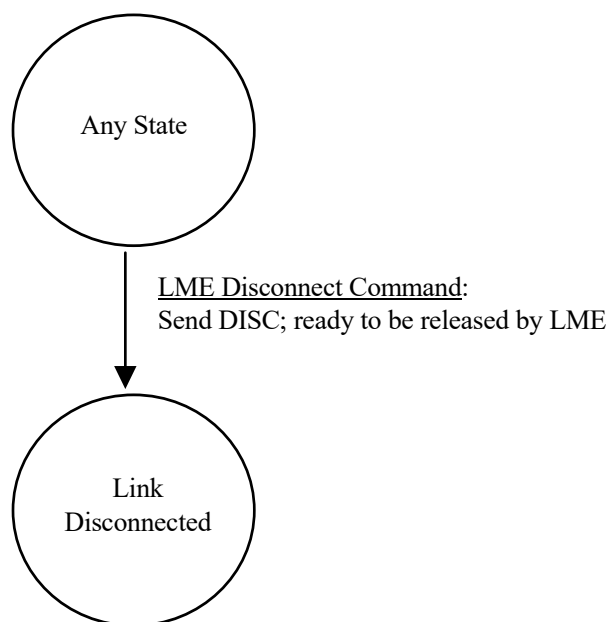 Any State
LME Disconnect Command:
Send DISC; ready to be released by LME
Link
Disconnected